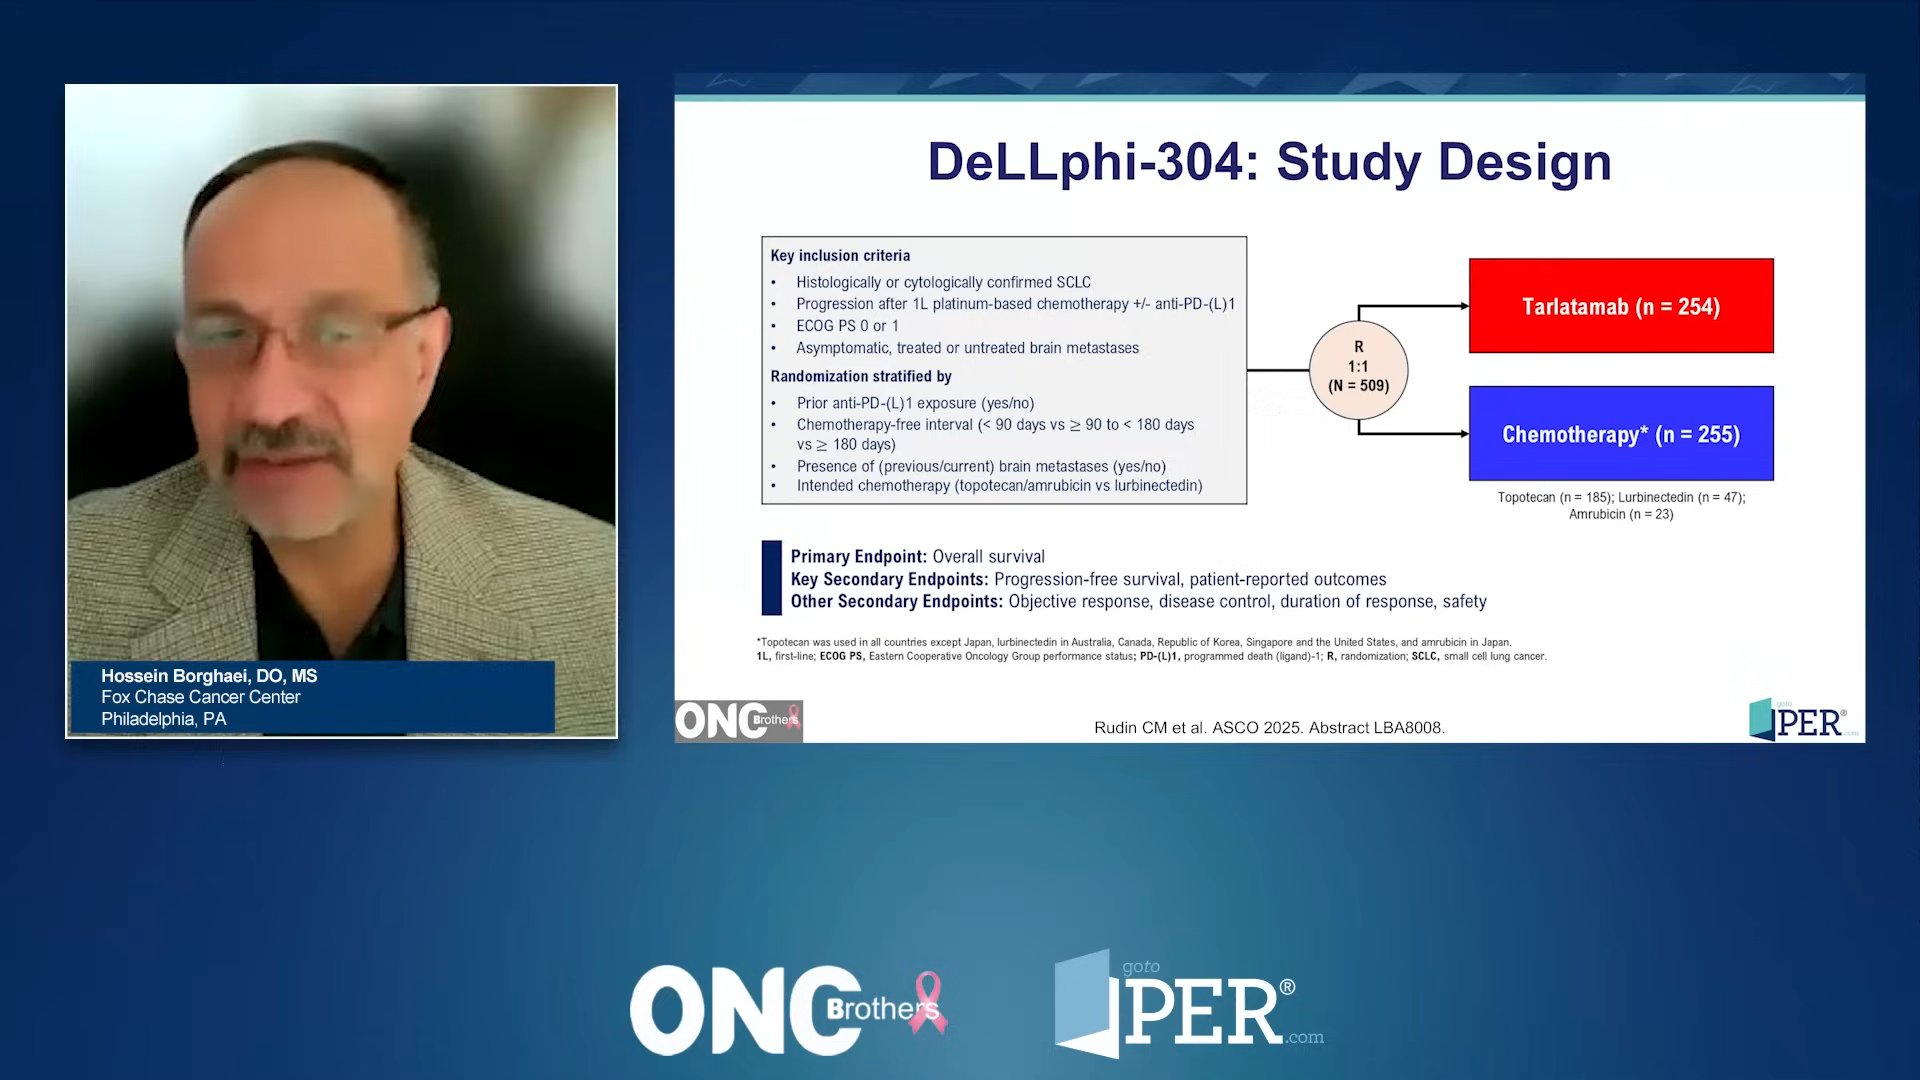 Hossein Borghaei, DO, MS
Fox Chase Cancer Center
Philadelphia, PA
DeLLphi-304: Study Design
Key inclusion criteria
• Histologically or cytologically confirmed SCLC
• Progression after 1L platinum-based chemotherapy +/- anti-PD-(L)1
• ECOG PS 0 or 1
• Asymptomatic, treated or untreated brain metastases
Randomization stratified by
• Prior anti-PD-(L)1 exposure (yes/no)
• Chemotherapy-free interval (< 90 days vs ≥ 90 to < 180 days
vs ≥ 180 days)
• Presence of (previous/current) brain metastases (yes/no)
• Intended chemotherapy (topotecan/amrubicin vs lurbinectedin)
R
1:1
(N = 509)
Tarlatamab (n = 254)
Chemotherapy* (n = 255)
Topotecan (n = 185); Lurbinectedin (n = 47);
Amrubicin (n = 23)
Primary Endpoint: Overall survival
Key Secondary Endpoints: Progression-free survival, patient-reported outcomes
Other Secondary Endpoints: Objective response, disease control, duration of response, safety
*Topotecan was used in all countries except Japan, lurbinectedin in Australia, Canada, Republic of Korea, Singapore and the United States, and amrubicin in Japan.
1L, first-line; ECOG PS, Eastern Cooperative Oncology Group performance status; PD-(L)1, programmed death (ligand)-1; R, randomization; SCLC, small cell lung cancer.
ONC Brothers
Rudin CM et al. ASCO 2025. Abstract LBA8008.
goto
PER®
.com
ONC Brothers
goto
PER®
.com